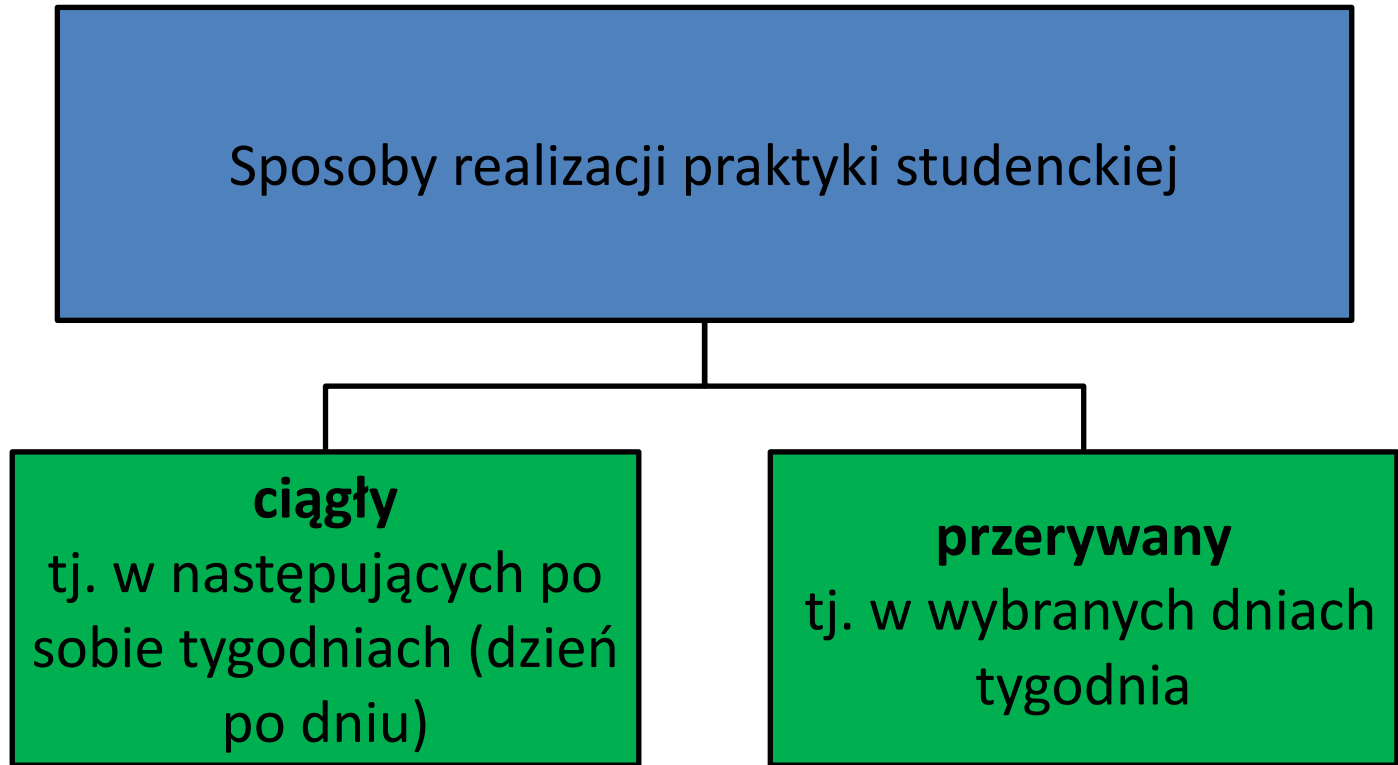 Sposoby realizacji praktyki studenckiej
ciągły
tj. w następujących po
sobie tygodniach (dzień
po dniu)
przerywany
tj. w wybranych dniach
tygodnia